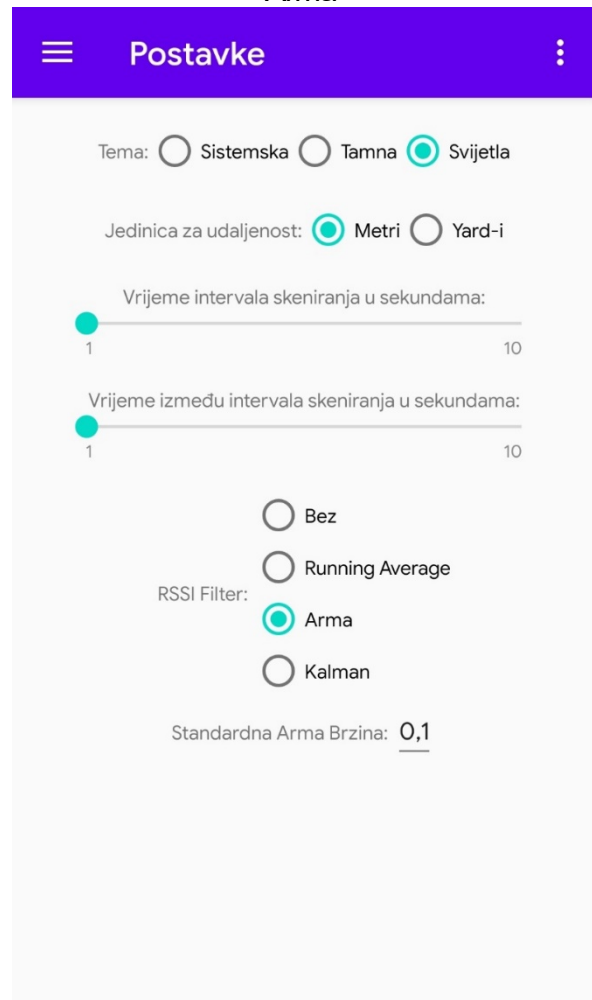 Postavke
Tema: Sistemska Tamna Svijetla
Jedinica za udaljenost: Metri Yard-i
Vrijeme intervala skeniranja u sekundama:
1 10
Vrijeme između intervala skeniranja u sekundama:
1 10
Bez
Running Average
RSSI Filter:
Arma
Kalman
Standardna Arma Brzina: 0,1